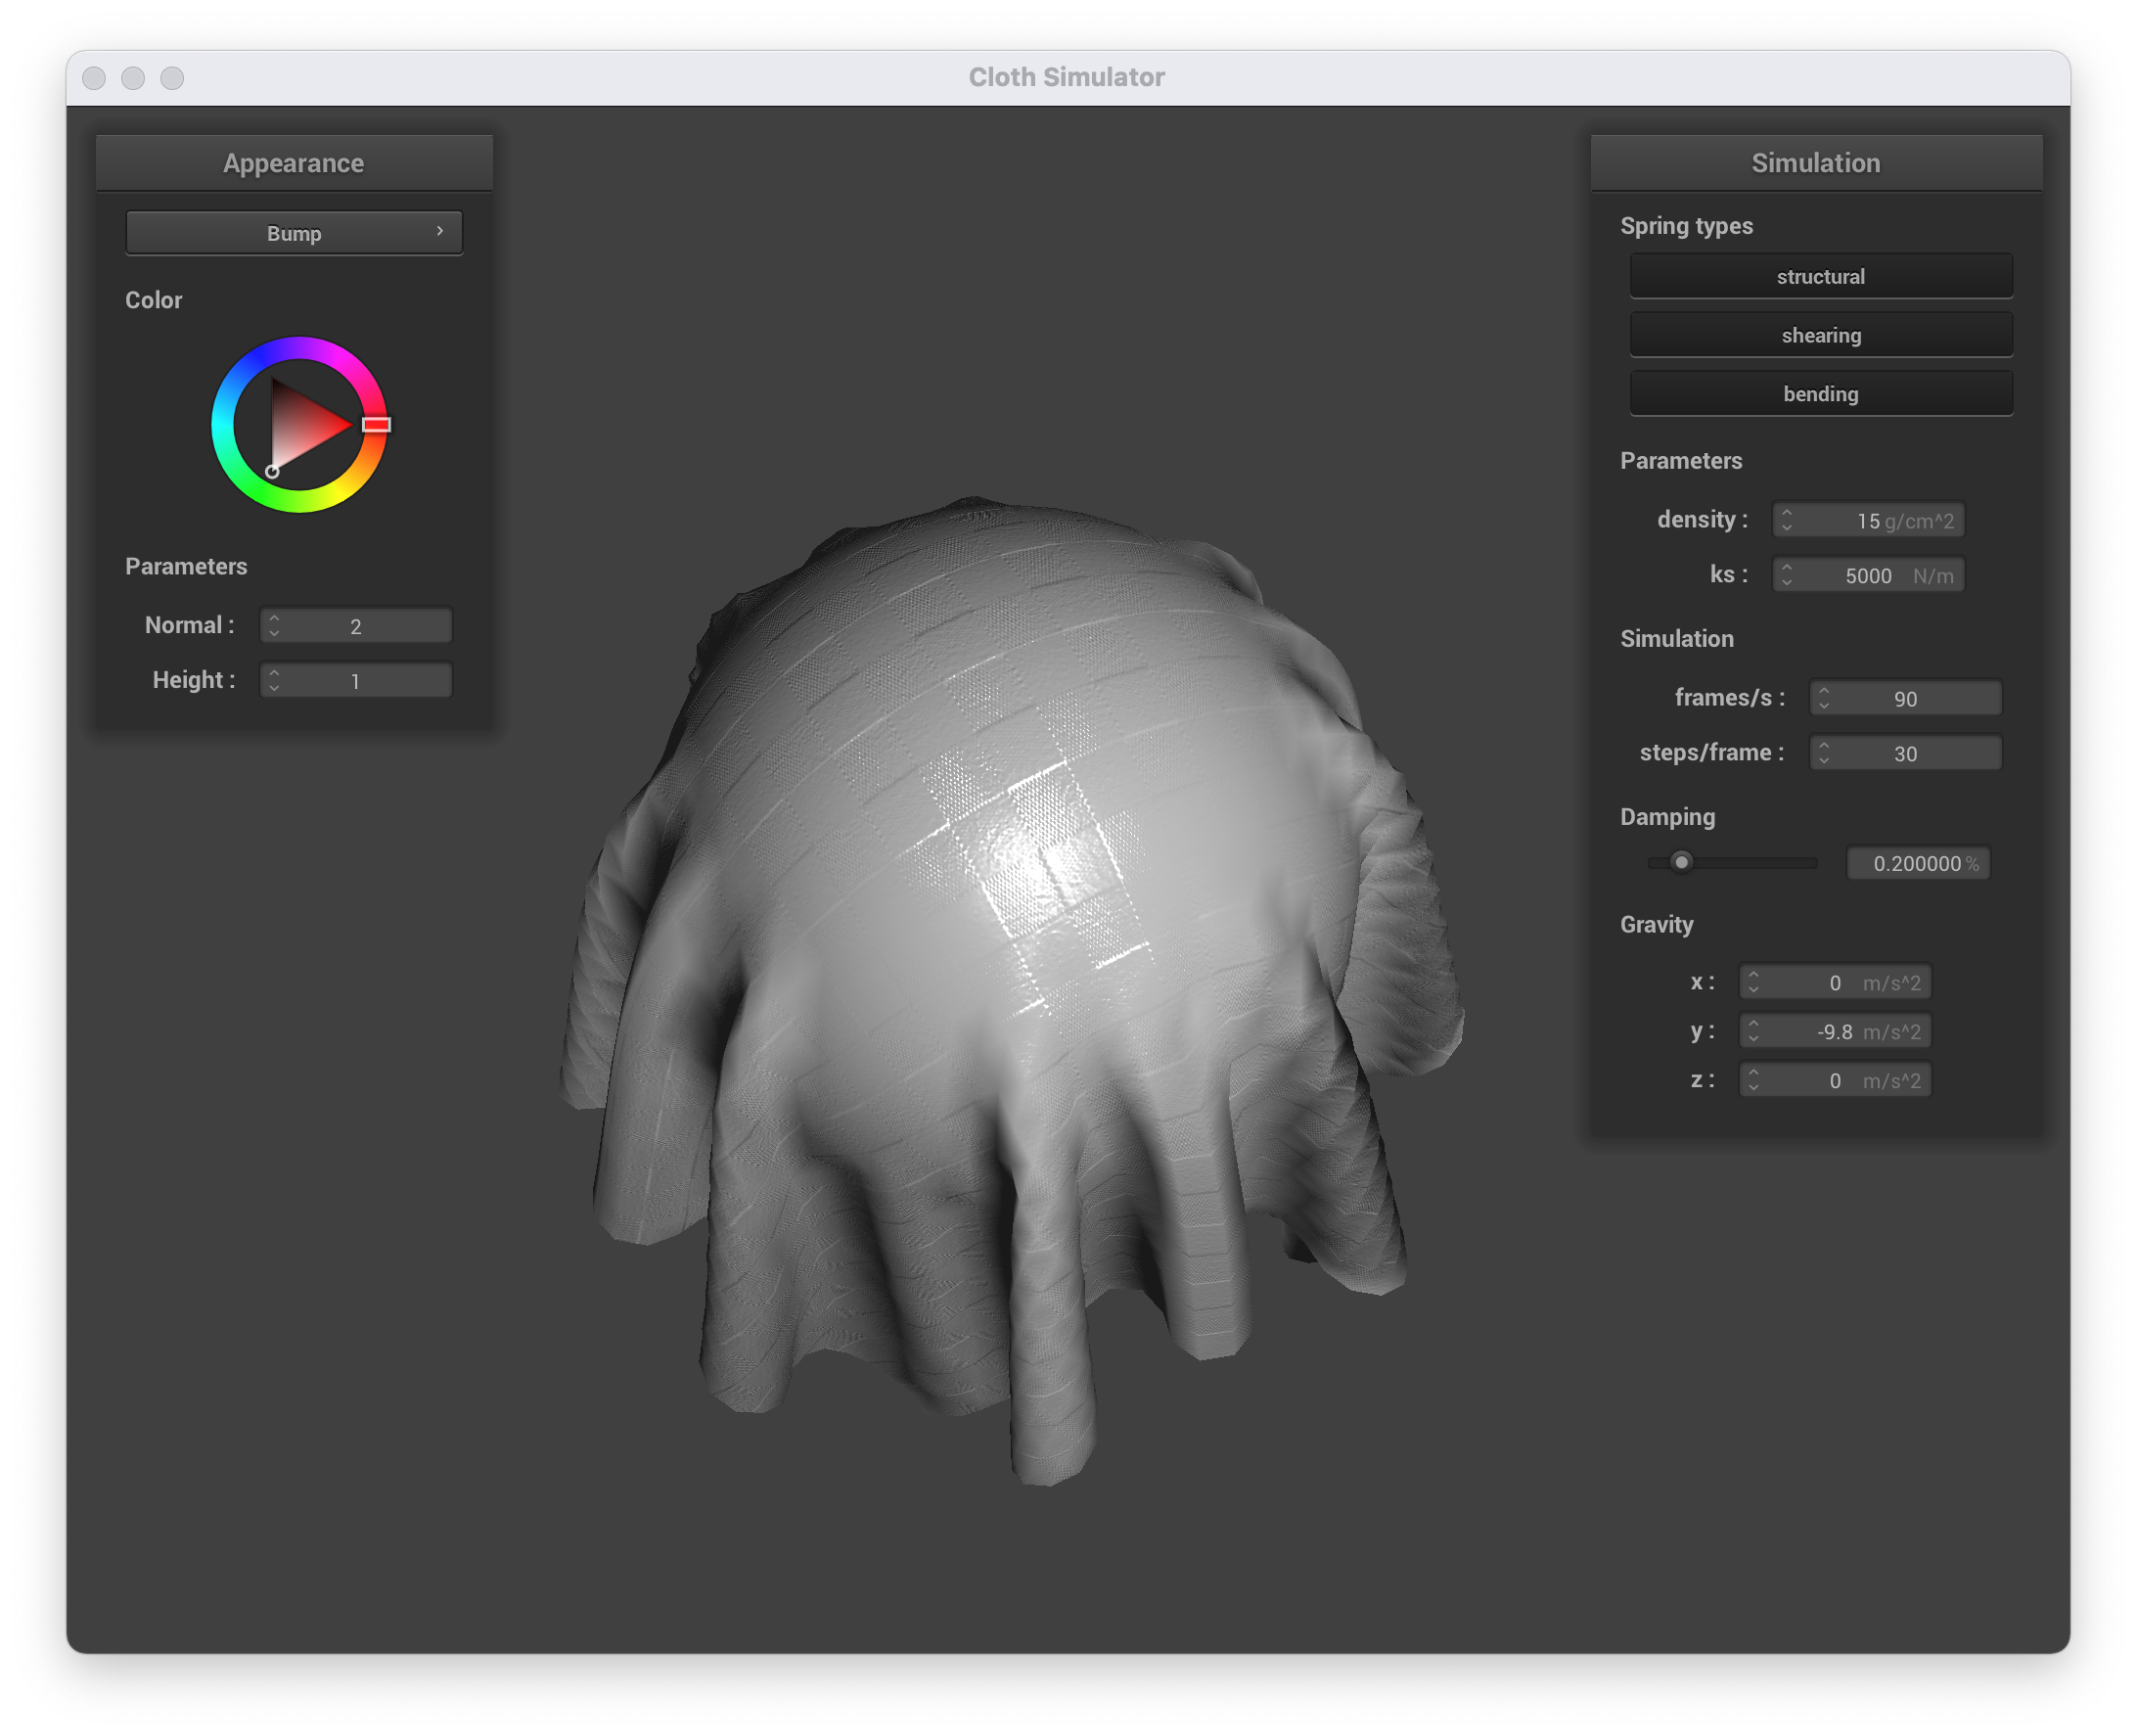 Cloth Simulator
Appearance
Bump
Color
Parameters
Normal : 2
Height : 1
Simulation
Spring types
structural
shearing
bending
Parameters
density : 15 g/cm^2
ks : 5000 N/m
Simulation
frames/s : 90
steps/frame : 30
Damping
0.200000 %
Gravity
x : 0 m/s^2
y : -9.8 m/s^2
z : 0 m/s^2